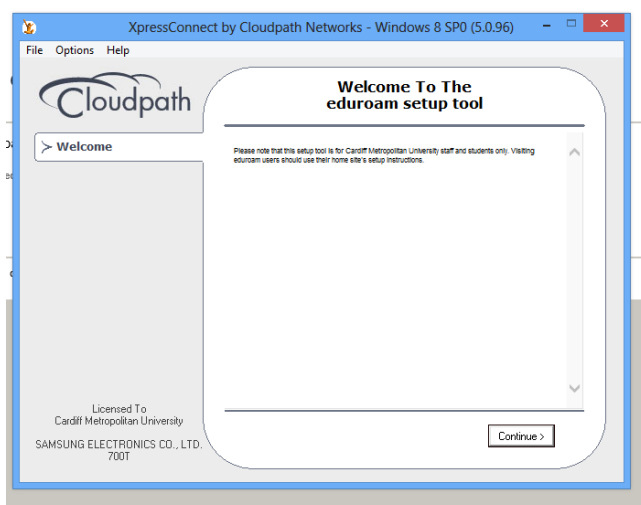 XpressConnect by Cloudpath Networks - Windows 8 SP0 (5.0.96)
File Options Help
Cloudpath
Welcome To The
eduroam setup tool
> Welcome
Please note that this setup tool is for Cardiff Metropolitan University staff and students only. Visiting
eduroam users should use their home site's setup instructions.
Licensed To
Cardiff Metropolitan University
SAMSUNG ELECTRONICS CO., LTD.
700T
Continue >